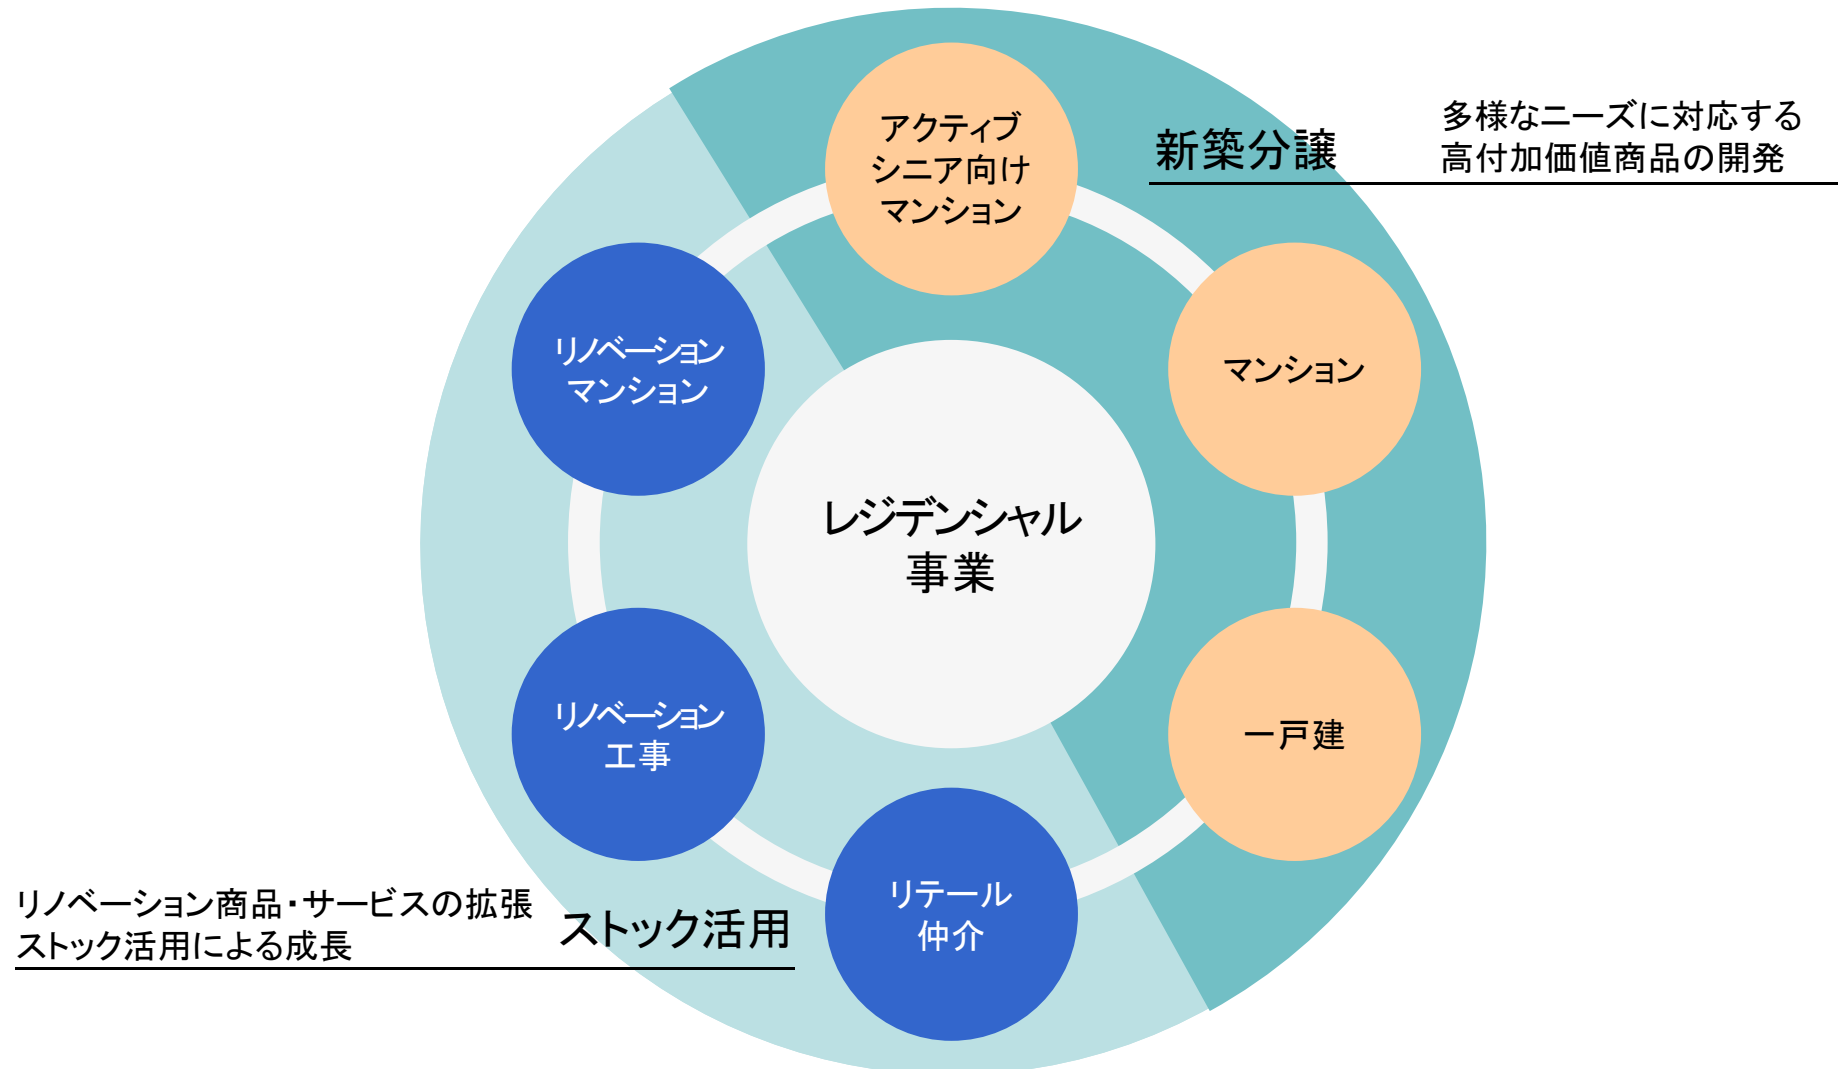 アクティブ
シニア向け
マンション
新築分譲
多様なニーズに対応する
高付加価値商品の開発
リノベーション
マンション
マンション
レジデンシャル
事業
リノベーション
工事
一戸建
リテール
仲介
リノベーション商品・サービスの拡張
ストック活用による成長
ストック活用